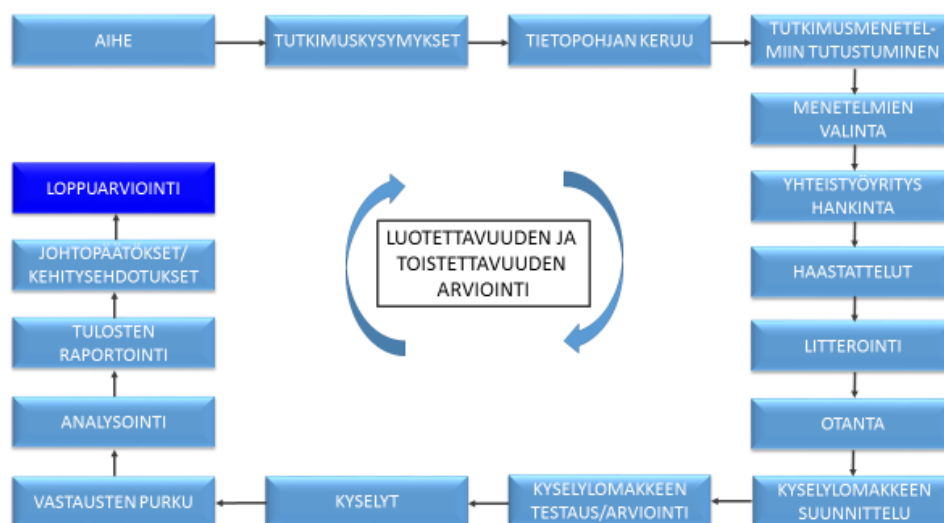 AIHE
TUTKIMUSKYSYMYKSET
TIETOPOHJAN KERUU
TUTKIMUSMENETEL-
MIIN TUTUSTUMINEN
MENETELMIEN
VALINTA
YHTEISTYÖYRITYS
HANKINTA
HAASTATTELUT
LITTEROINTI
OTANTA
KYSELYLOMAKKEEN
SUUNNITTELU
KYSELYLOMAKKEEN
TESTAUS/ARVIOINTI
KYSELYT
VASTAUSTEN PURKU
ANALYSOINTI
TULOSTEN
RAPORTOINTI
JOHTOPÄÄTÖKSET/
KEHITYSEHDOTUKSET
LOPPUARVIOINTI
LUOTETTAVUUDEN JA
TOISTETTAVUUDEN
ARVIOINTI